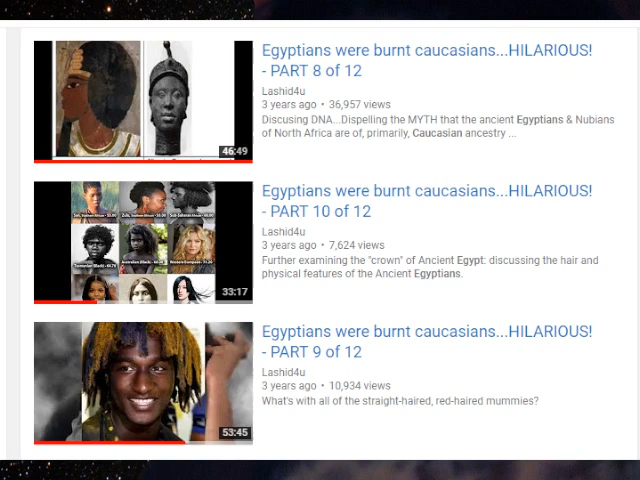 46:49
Egyptians were burnt caucasians...HILARIOUS!
- PART 8 of 12
Lashid4u
3 years ago • 36,957 views
Discusing DNA...Dispelling the MYTH that the ancient Egyptians & Nubians
of North Africa are of, primarily, Caucasian ancestry ...
33:17
Egyptians were burnt caucasians...HILARIOUS!
- PART 10 of 12
Lashid4u
3 years ago • 7,624 views
Further examining the "crown" of Ancient Egypt: discussing the hair and
physical features of the Ancient Egyptians.
53:45
Egyptians were burnt caucasians...HILARIOUS!
- PART 9 of 12
Lashid4u
3 years ago • 10,934 views
What's with all of the straight-haired, red-haired mummies?